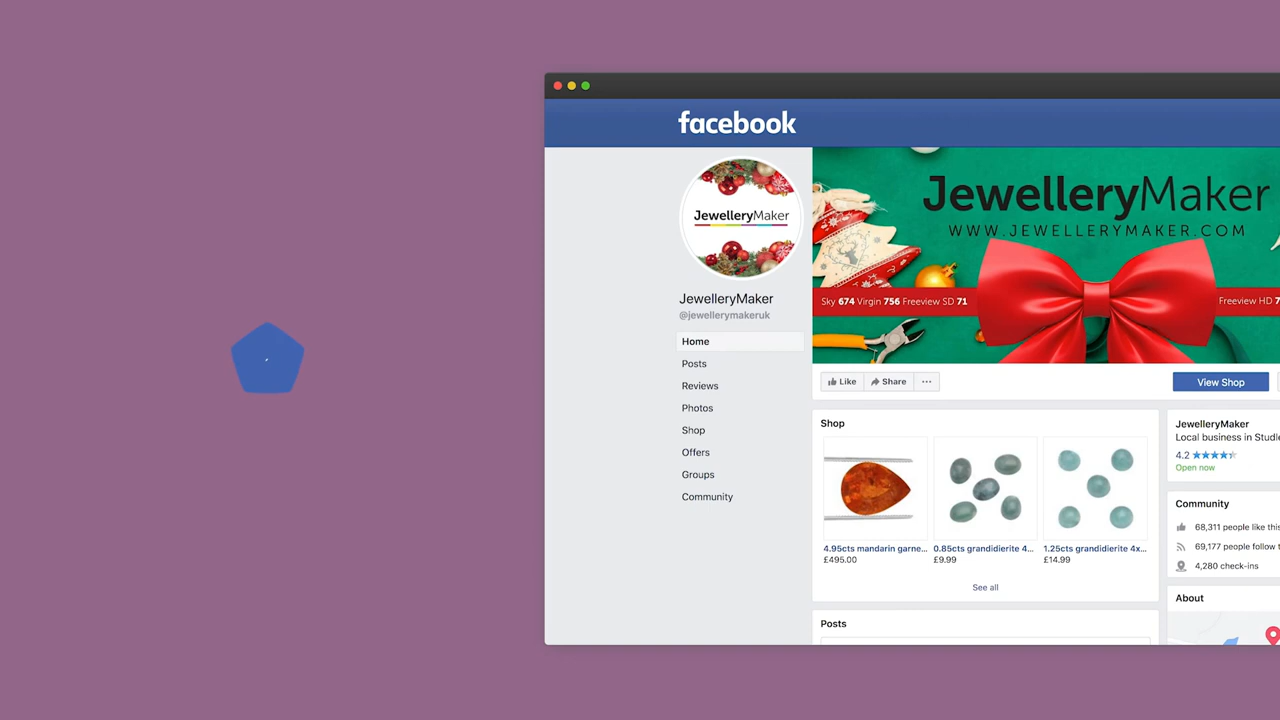 facebook
JewelleryMaker
JewelleryMaker
WWW.JEWELLERYMAKER.COM
Sky 674 Virgin 756 Freeview SD 71
Freeview HD 7
JewelleryMaker
@jewellerymakeruk
Home
Posts
Reviews
Photos
Shop
Offers
Groups
Community
Like
Share
View Shop
Shop
4.95cts mandarin garne...
£495.00
0.85cts grandidierite 4...
£9.99
1.25cts grandidierite 4x...
£14.99
See all
Posts
JewelleryMaker
Local business in Studle
4.2
Open now
Community
68,311 people like this
69,177 people follow t
4,280 check-ins
About